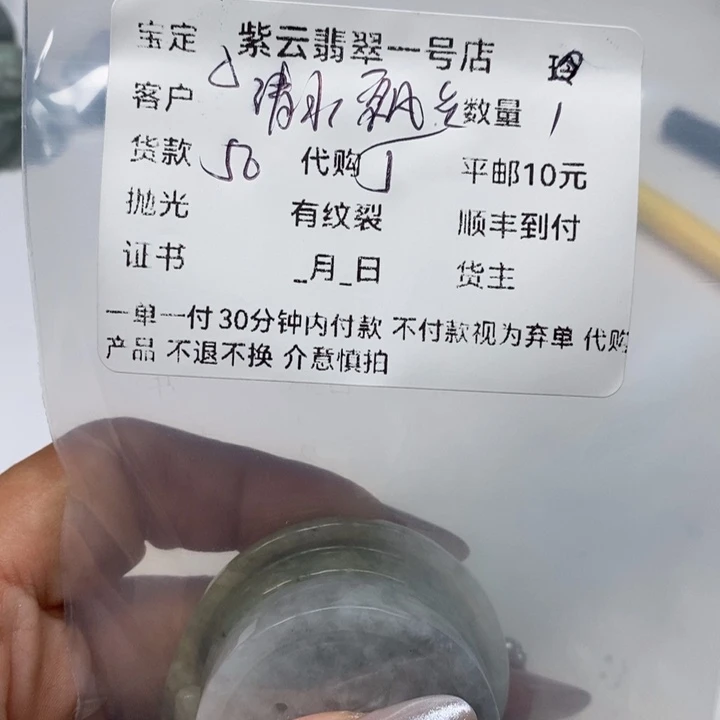 宝定 紫云翡翠一号店 玲
客户 清水 数量 1
货款 50 代购 平邮10元
抛光 有纹裂 顺丰到付
证书 _月_日 货主
一单一付 30分钟内付款 不付款视为弃单 代购
产品 不退不换 介意慎拍